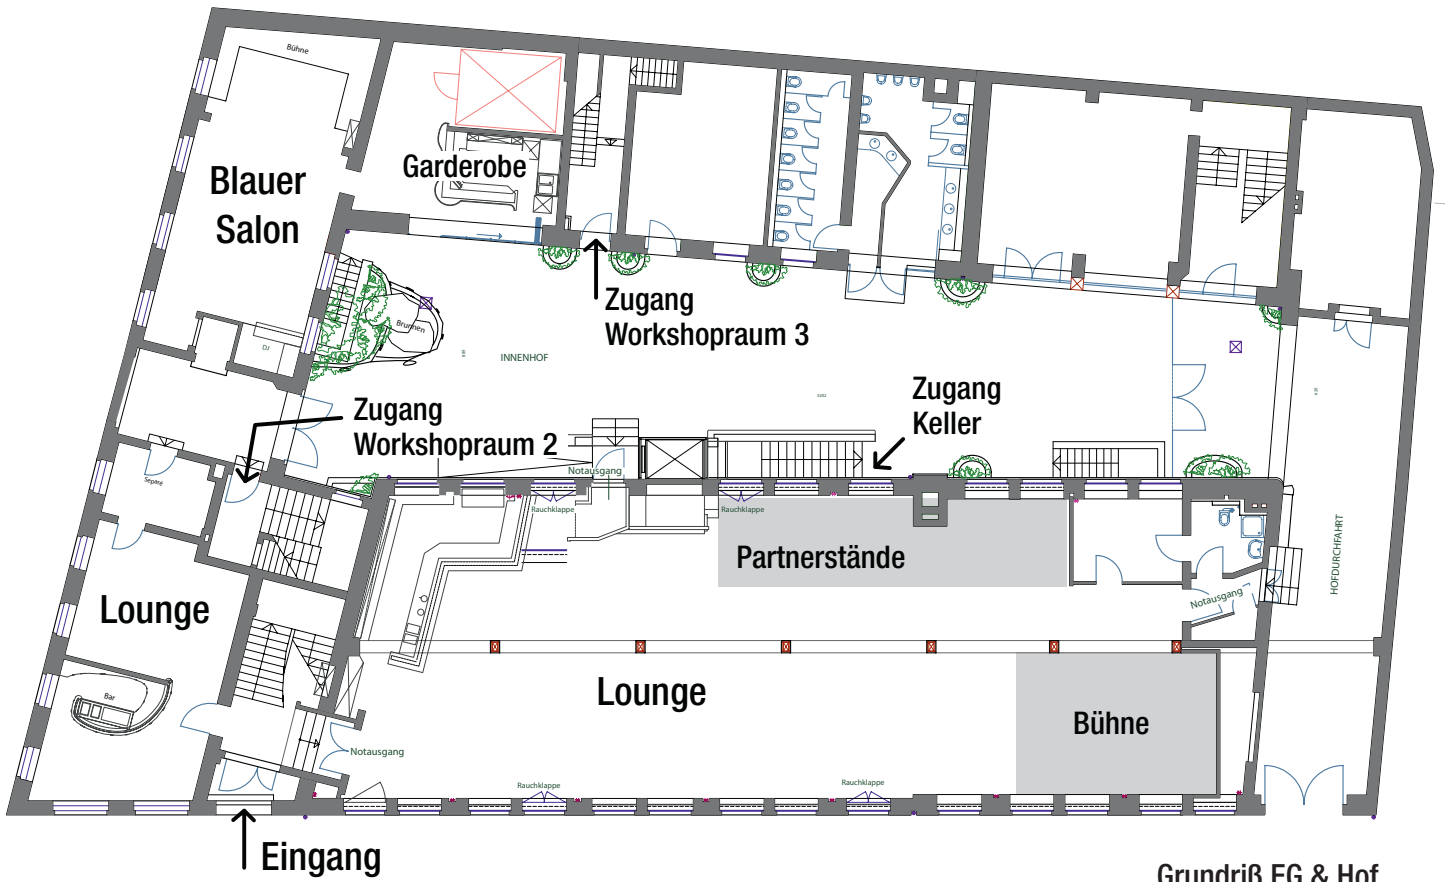 Bühne
Garderobe
Blauer
Salon
Zugang
Workshopraum 3
Brunnen
INNENHOF
DJ
Zugang
Workshopraum 2
Zugang
Keller
Notausgang
Separé
Rauchklappe
Rauchklappe
Partnerstände
HOFDURCHFAHRT
Notausgang
Lounge
Lounge
Bar
Bühne
Notausgang
Rauchklappe
Rauchklappe
Eingang
Grundriß EG & Hof